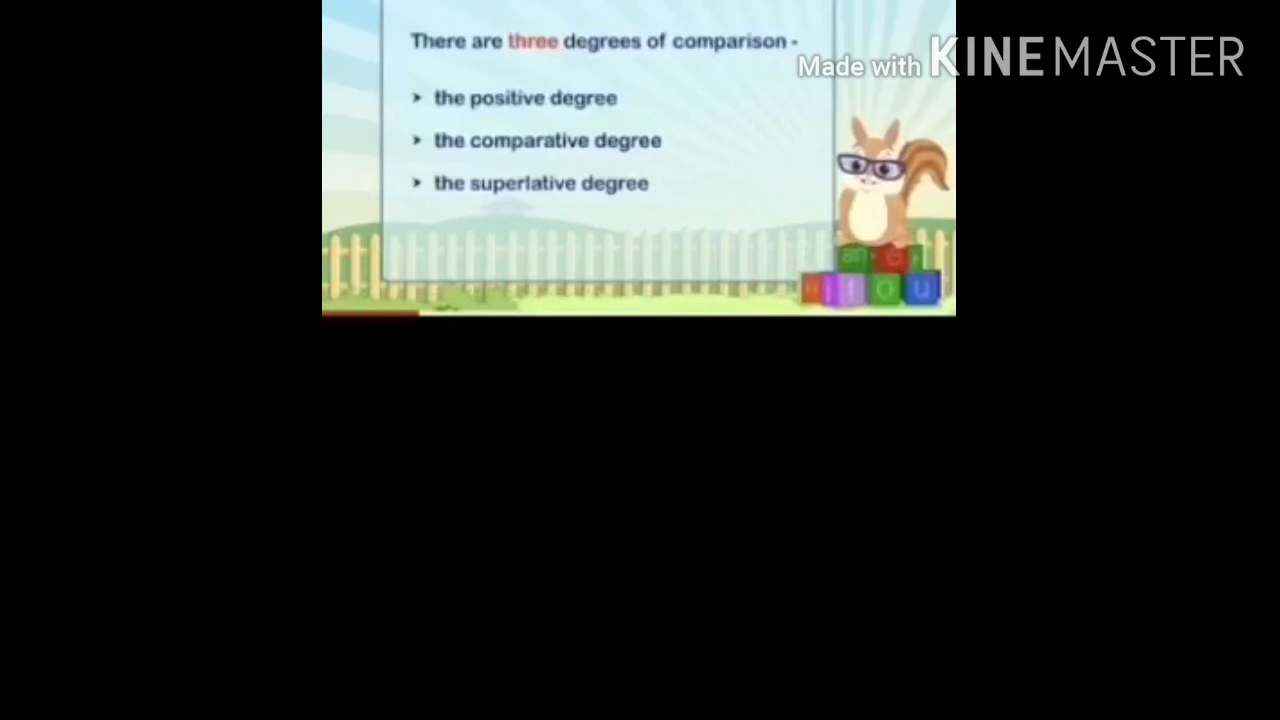 There are three degrees of comparison -
Made with KINEMASTER
➤ the positive degree
➤ the comparative degree
➤ the superlative degree